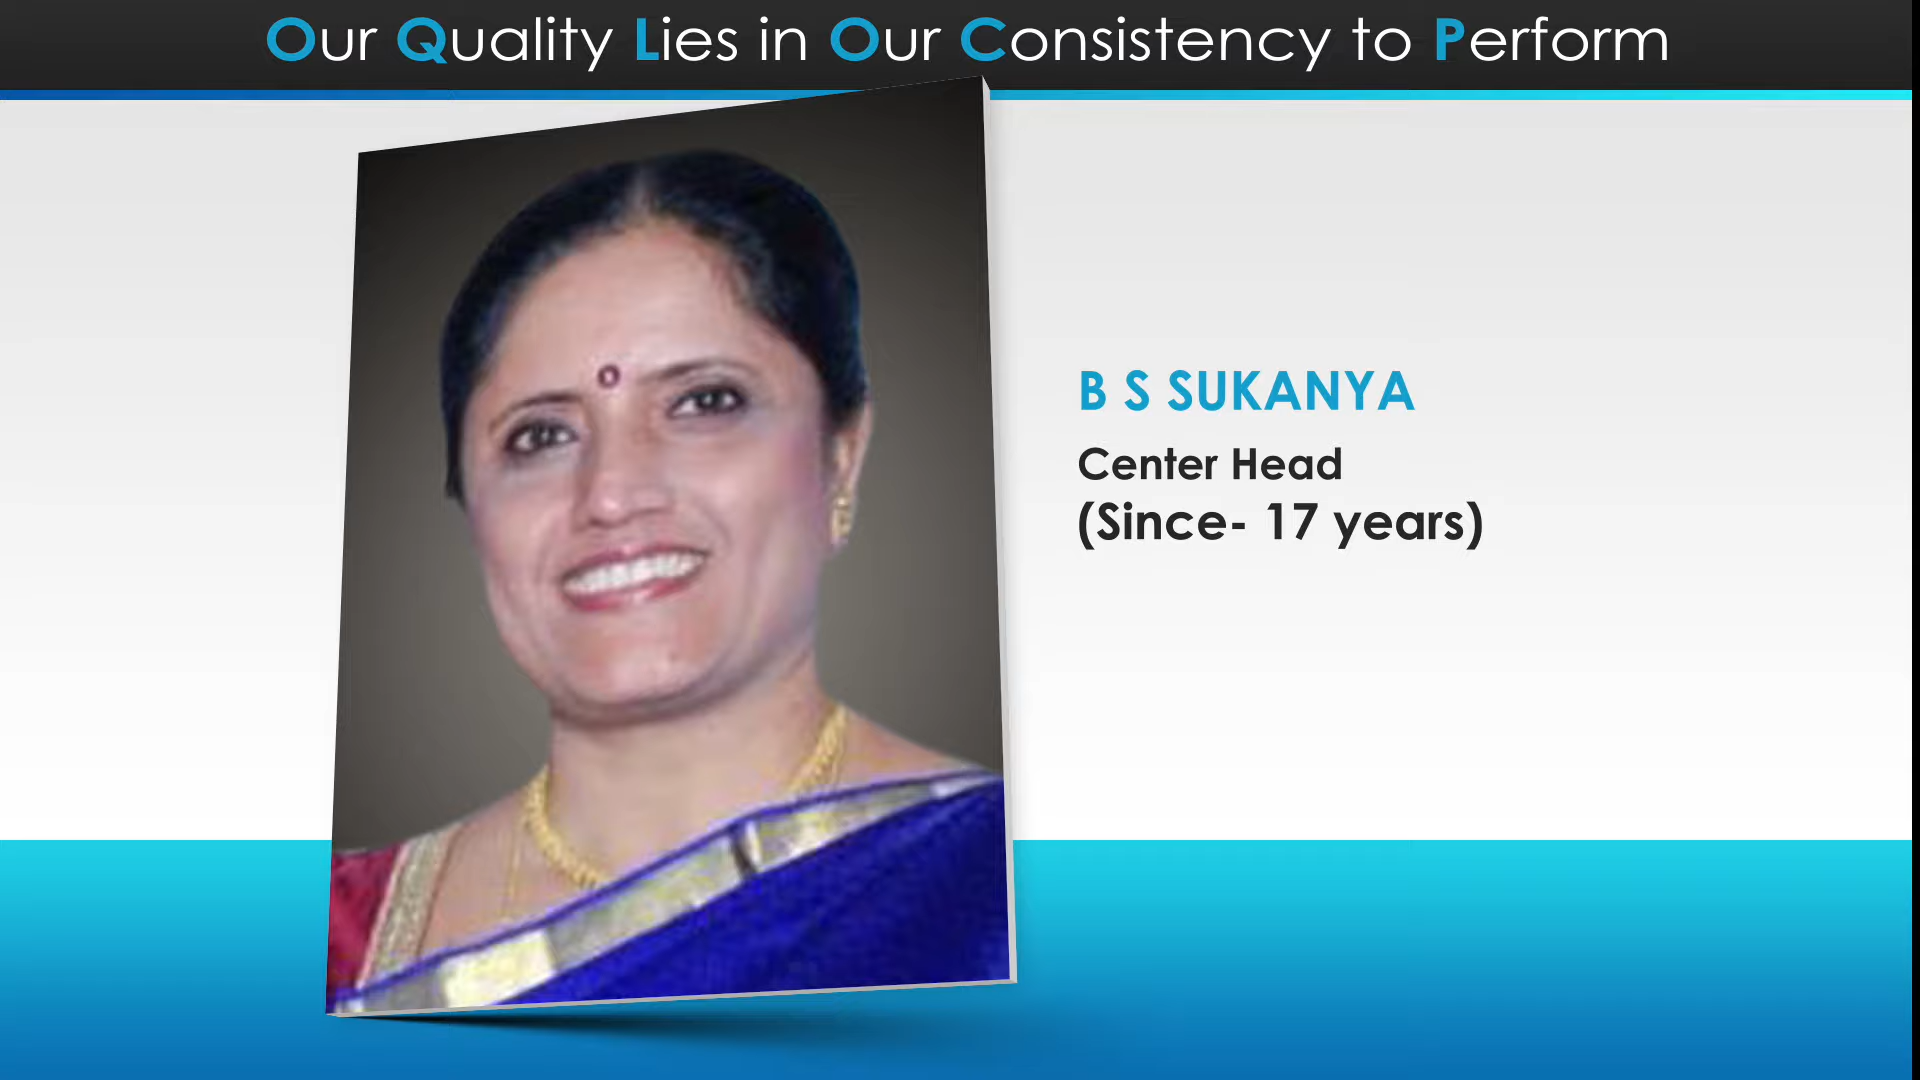 Our Quality Lies in Our Consistency to Perform
B S SUKANYA
Center Head
(Since- 17 years)